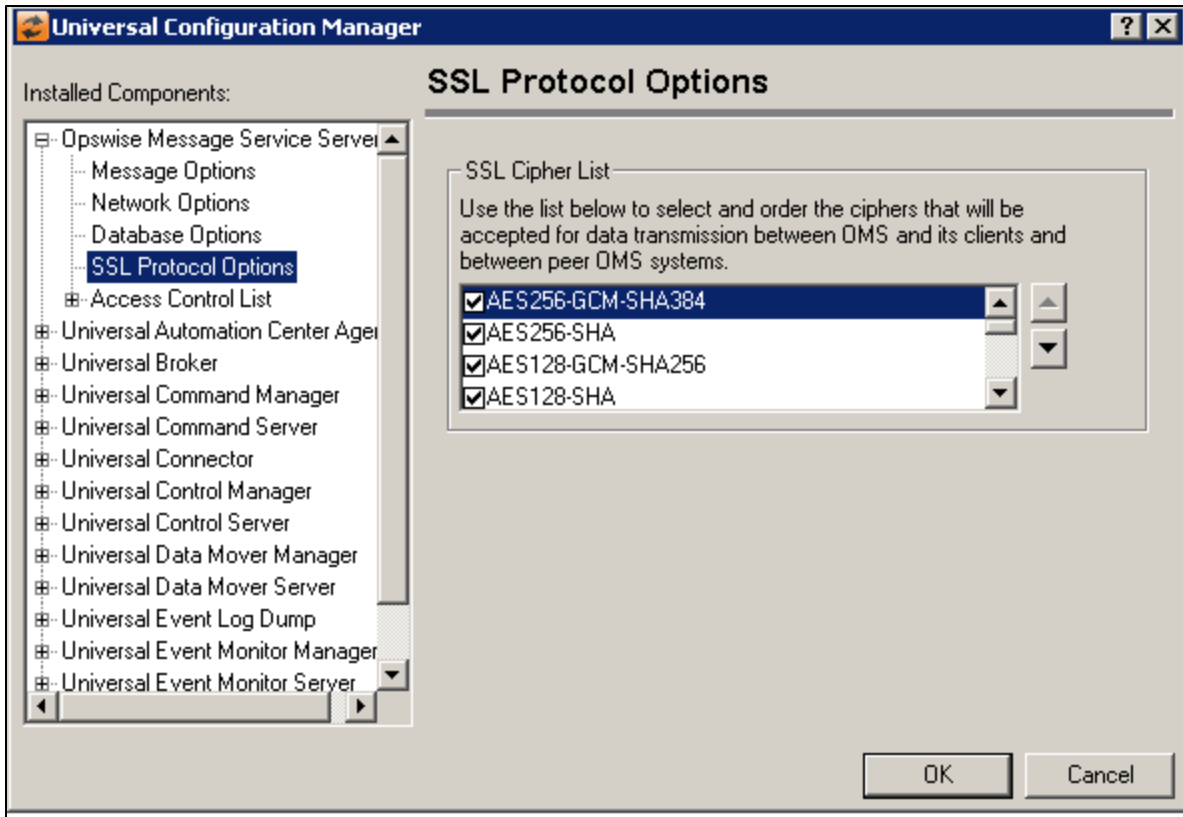 Universal Configuration Manager
Installed Components:
Opswise Message Service Server
Message Options
Network Options
Database Options
SSL Protocol Options
Access Control List
Universal Automation Center Agen
Universal Broker
Universal Command Manager
Universal Command Server
Universal Connector
Universal Control Manager
Universal Control Server
Universal Data Mover Manager
Universal Data Mover Server
Universal Event Log Dump
Universal Event Monitor Manager
Universal Event Monitor Server
SSL Protocol Options
SSL Cipher List
Use the list below to select and order the ciphers that will be
accepted for data transmission between OMS and its clients and
between peer OMS systems.
AES256-GCM-SHA384
AES256-SHA
AES128-GCM-SHA256
AES128-SHA
OK
Cancel